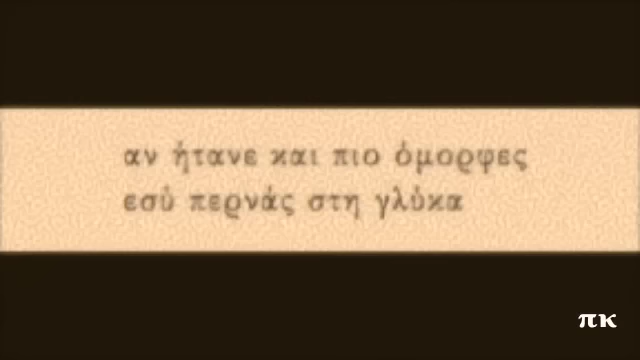 αν ήτανε και πιο όμορφες
εσύ περνάς στη γλύκα
πκ